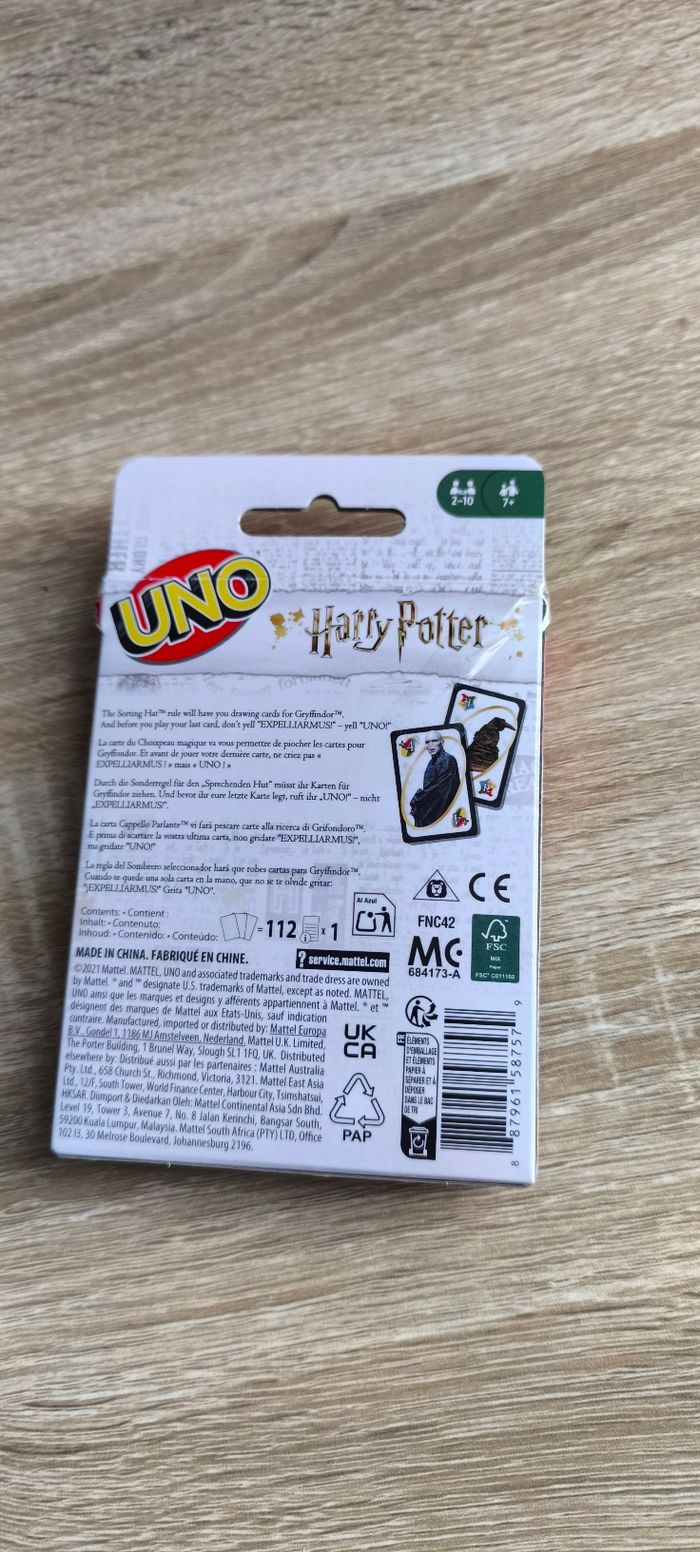 2-10
7+
UNO
Harry Potter
The Sorting Hat™ rule will have you drawing cards for Gryffindor™.
And before you play your last card, don't yell "EXPELLIARMUS!" – yell "UNO!"
La carte du Choixpeau magique va vous permettre de piocher les cartes pour
Gryffondor. Et avant de jouer votre dernière carte, ne criez pas «
EXPELLIARMUS ! » mais « UNO ! »
Durch die Sonderregel für den „Sprechenden Hut" müsst ihr Karten für
Gryffindor ziehen. Und bevor ihr eure letzte Karte legt, ruft ihr „UNO!" – nicht
„EXPELLIARMUS!".
La carta Cappello Parlante™ vi farà pescare carte alla ricerca di Grifondoro™.
E prima di scartare la vostra ultima carta, non gridate "EXPELLIARMUS!",
ma gridate "UNO!"
La regla del Sombrero seleccionador hará que robes cartas para Gryffindor™.
Cuando te quede una sola carta en la mano, que no se te olvide gritar:
"¡EXPELLIARMUS!" Grita "UNO".
Contents: • Contient :
Inhalt: • Contenuto:
Inhoud: • Contenido: • Conteúdo:
= 112 x 1
Al Azul
CE
FNC42
MC
684173-A
FSC
MIX
Paper
FSC® C011102
MADE IN CHINA. FABRIQUÉ EN CHINE.
? service.mattel.com
©2021 Mattel. MATTEL, UNO and associated trademarks and trade dress are owned
by Mattel. ® and ™ designate U.S. trademarks of Mattel, except as noted. MATTEL,
UNO ainsi que les marques et designs y afférents appartiennent à Mattel. ® et ™
désignent des marques de Mattel aux Etats-Unis, sauf indication
contraire. Manufactured, imported or distributed by: Mattel Europa
B.V., Gondel 1, 1186 MJ Amstelveen, Nederland. Mattel U.K. Limited,
The Porter Building, 1 Brunel Way, Slough SL1 1FQ, UK. Distributed
elsewhere by: Distribué aussi par les partenaires : Mattel Australia
Pty. Ltd., 658 Church St., Richmond, Victoria, 3121. Mattel East Asia
Ltd., 12/F, South Tower, World Finance Center, Harbour City, Tsimshatsui,
HKSAR. Diimport & Diedarkan Oleh: Mattel Continental Asia Sdn Bhd.
Level 19, Tower 3, Avenue 7, No. 8 Jalan Kerinchi, Bangsar South,
59200 Kuala Lumpur, Malaysia. Mattel South Africa (PTY) LTD, Office
102 I3, 30 Melrose Boulevard, Johannesburg 2196.
UK
CA
PAP
FR
ÉLÉMENTS
D'EMBALLAGE
ET ÉLÉMENTS
PAPIER À
SÉPARER ET À
DÉPOSER
DANS LE BAC
DE TRI
8 87961 58757 9